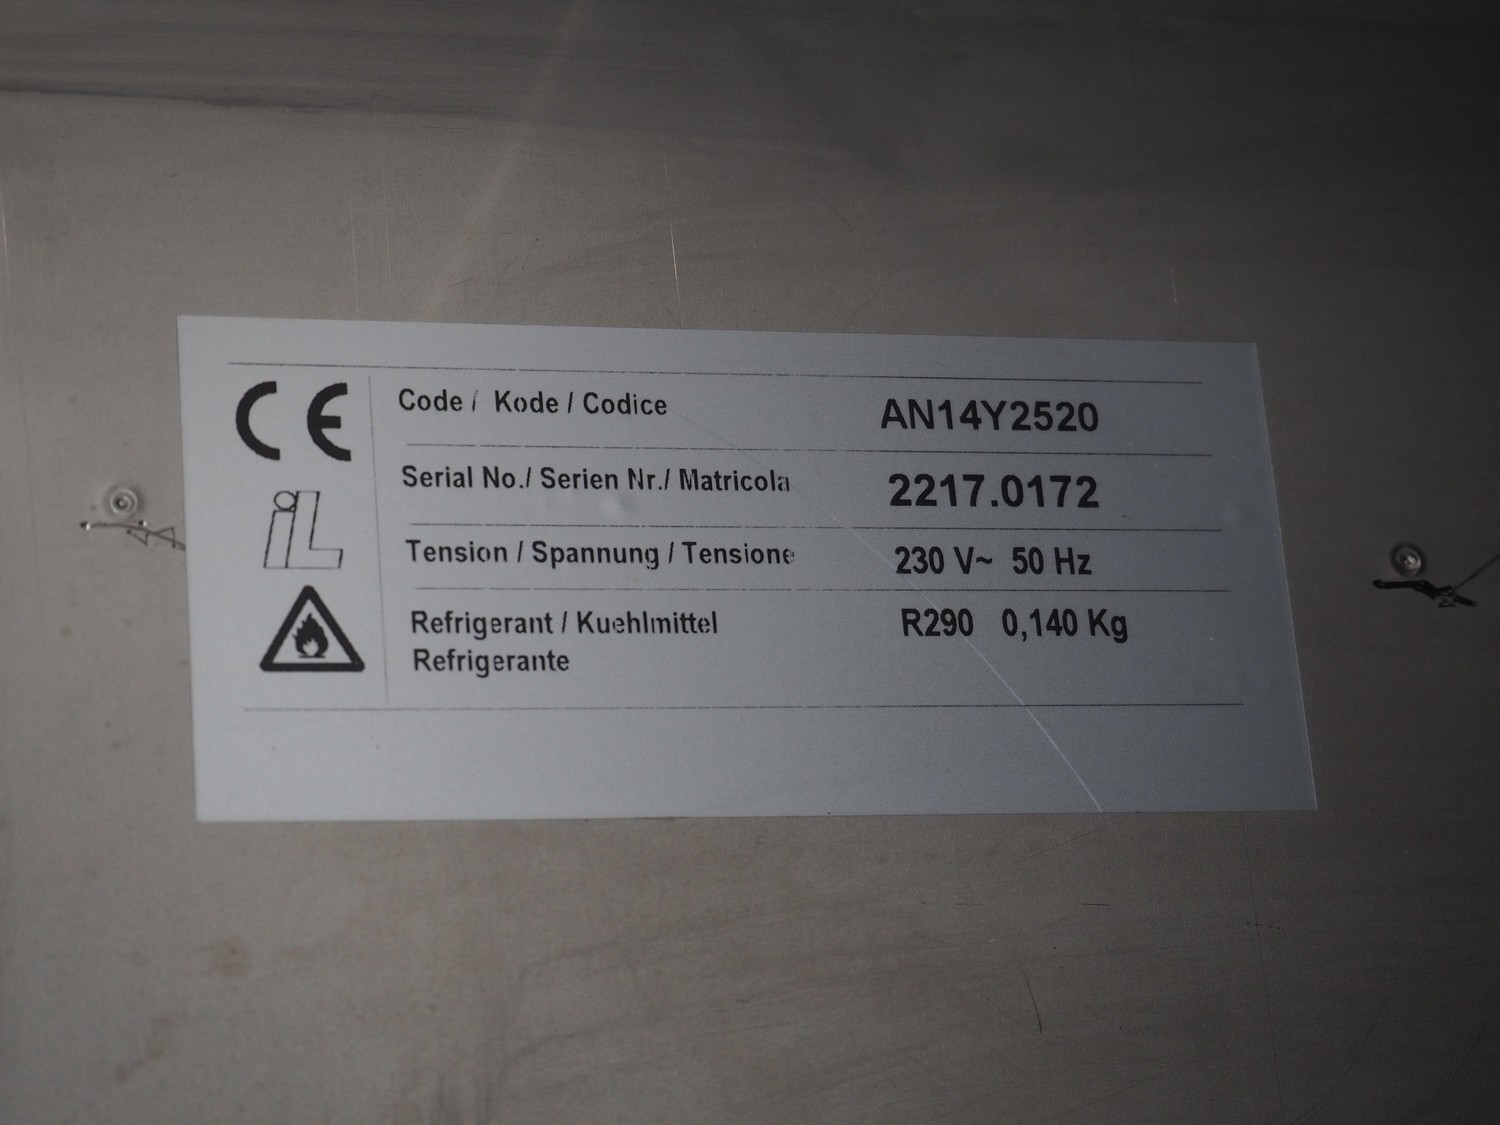 CE
Code / Kode / Codice AN14Y2520
Serial No./ Serien Nr./ Matricola 2217.0172
iL
Tension / Spannung / Tensione 230 V~ 50 Hz
Refrigerant / Kuehlmittel R290 0,140 Kg
Refrigerante